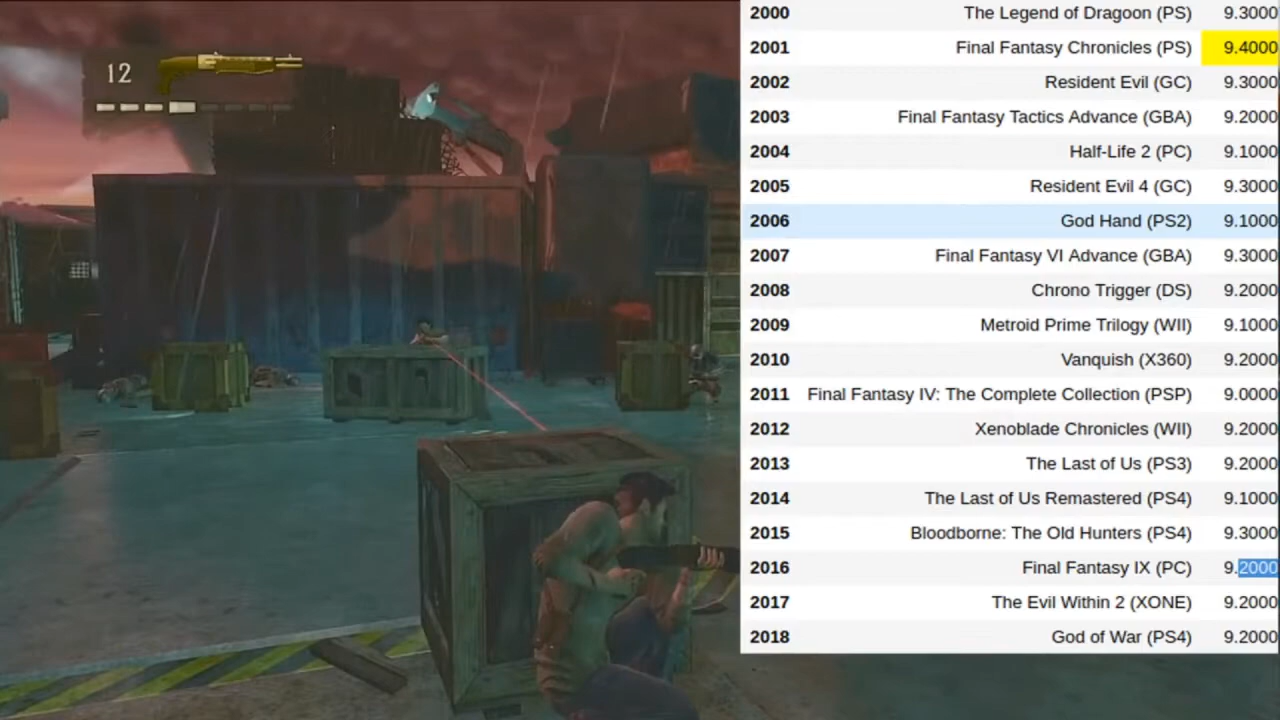 12
2000 The Legend of Dragoon (PS) 9.3000
2001 Final Fantasy Chronicles (PS) 9.4000
2002 Resident Evil (GC) 9.3000
2003 Final Fantasy Tactics Advance (GBA) 9.2000
2004 Half-Life 2 (PC) 9.1000
2005 Resident Evil 4 (GC) 9.3000
2006 God Hand (PS2) 9.1000
2007 Final Fantasy VI Advance (GBA) 9.3000
2008 Chrono Trigger (DS) 9.2000
2009 Metroid Prime Trilogy (WII) 9.1000
2010 Vanquish (X360) 9.2000
2011 Final Fantasy IV: The Complete Collection (PSP) 9.0000
2012 Xenoblade Chronicles (WII) 9.2000
2013 The Last of Us (PS3) 9.2000
2014 The Last of Us Remastered (PS4) 9.1000
2015 Bloodborne: The Old Hunters (PS4) 9.3000
2016 Final Fantasy IX (PC) 9.2000
2017 The Evil Within 2 (XONE) 9.2000
2018 God of War (PS4) 9.2000